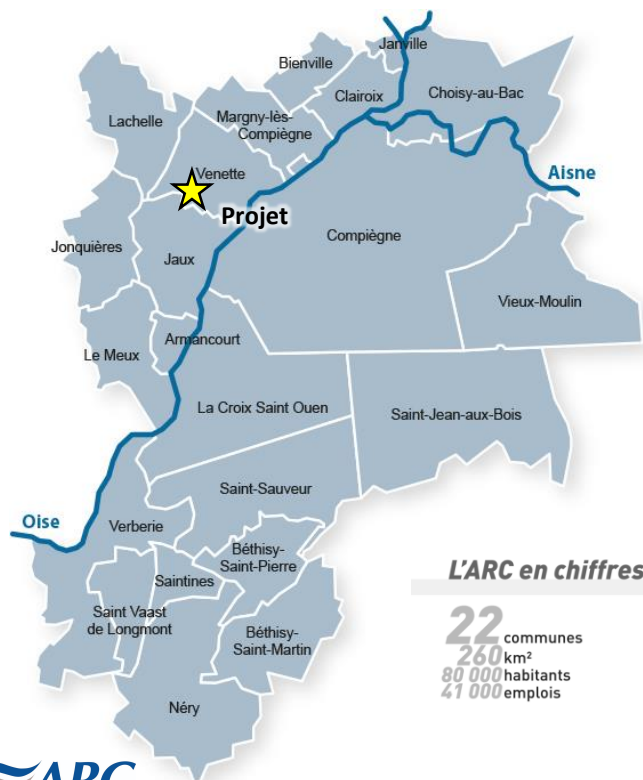 Janville
Bienville
Clairoix
Choisy-au-Bac
Lachelle
Margny-lès-
Compiègne
Venette
Aisne
Projet
Compiègne
Jonquières
Jaux
Vieux-Moulin
Armancourt
Le Meux
La Croix Saint Ouen
Saint-Jean-aux-Bois
Saint-Sauveur
Oise
Verberie
Béthisy-
Saint-Pierre
Saintines
L'ARC en chiffres
22 communes
260 km²
80 000 habitants
41 000 emplois
Saint Vaast
de Longmont
Béthisy-
Saint-Martin
Néry
ARC